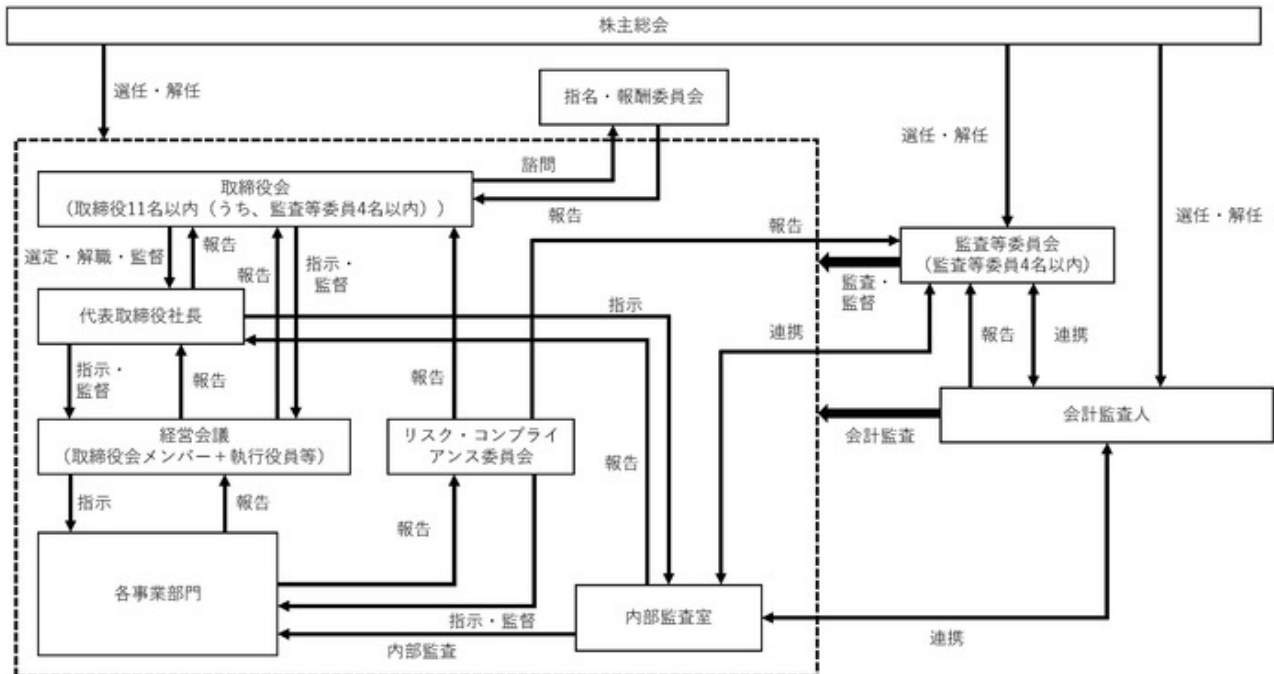 株主総会
選任・解任
指名・報酬委員会
選任・解任
諮問
取締役会
（取締役11名以内（うち、監査等委員4名以内））
報告
選任・解任
報告
監査等委員会
（監査等委員4名以内）
選定・解職・監督
報告
報告
指示・
監督
監査・
監督
代表取締役社長
指示
連携
報告
連携
指示・
監督
報告
報告
会計監査人
経営会議
（取締役会メンバー＋執行役員等）
リスク・コンプライ
アンス委員会
会計監査
報告
指示
報告
報告
各事業部門
内部監査室
指示・監督
連携
内部監査